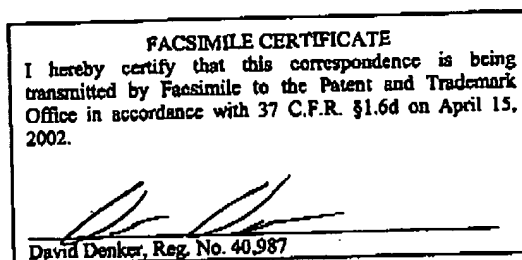 FACSIMILE CERTIFICATE
I hereby certify that this correspondence is being
transmitted by Facsimile to the Patent and Trademark
Office in accordance with 37 C.F.R. §1.6d on April 15,
2002.
David Denker, Reg. No. 40,987